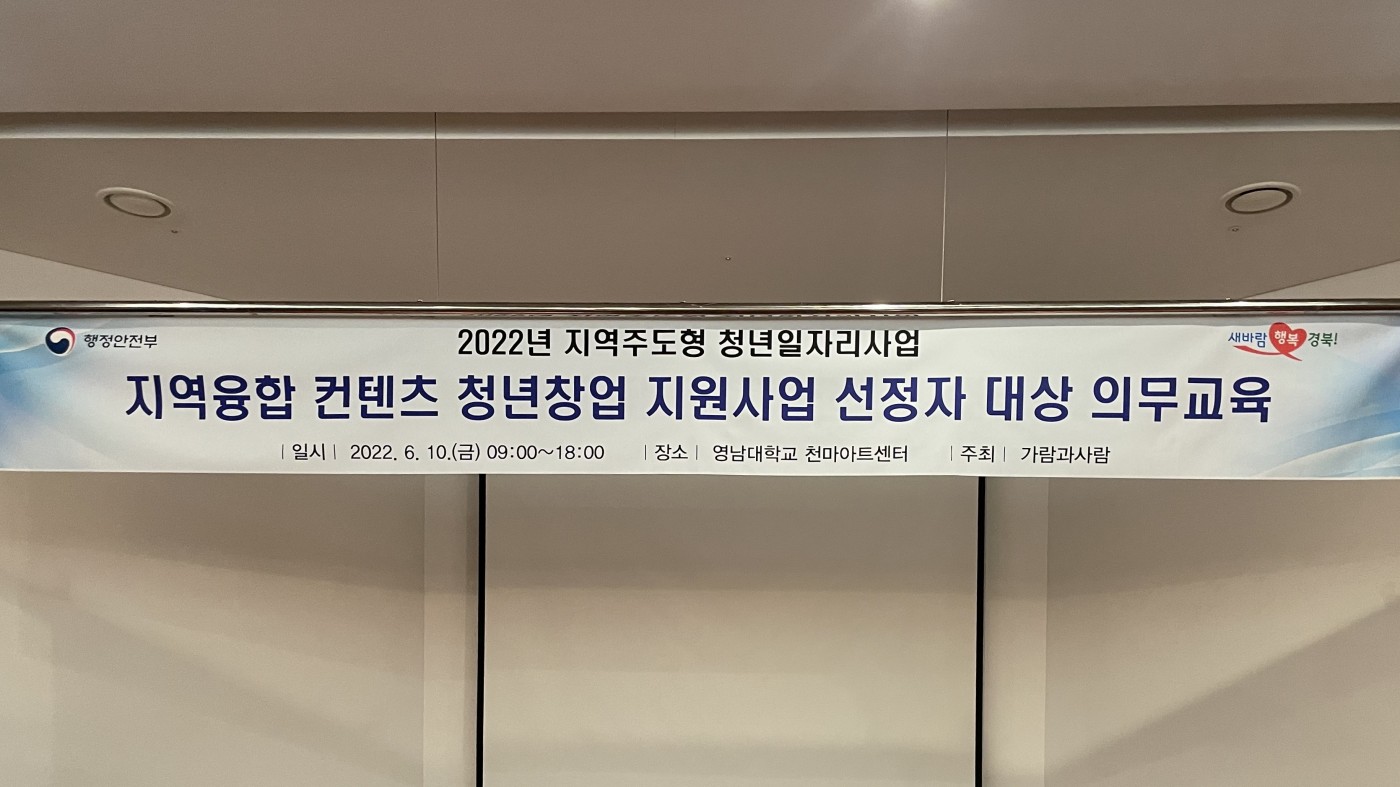 행정안전부
2022년 지역주도형 청년일자리사업
새바람 행복 경북!
지역융합 컨텐츠 청년창업 지원사업 선정자 대상 의무교육
| 일시 | 2022. 6. 10.(금) 09:00~18:00 | 장소 | 영남대학교 천마아트센터 | 주최 | 가람과사람